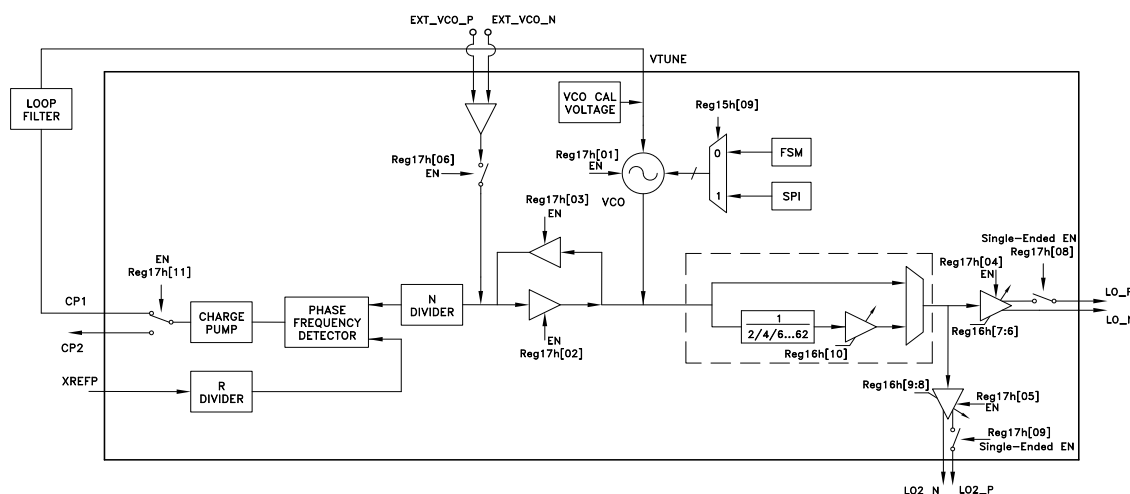 EXT_VCO_P
EXT_VCO_N
VTUNE
LOOP
FILTER
VCO CAL
VOLTAGE
Reg15h[09]
Reg17h[06]
EN
Reg17h[01]
EN
0
1
FSM
SPI
VCO
Reg17h[03]
EN
EN
Reg17h[11]
CP1
CP2
CHARGE
PUMP
PHASE
FREQUENCY
DETECTOR
N
DIVIDER
EN
Reg17h[02]
XREFP
R
DIVIDER
1
2/4/6...62
Reg16h[10]
Single-Ended EN
Reg17h[08]
Reg17h[04]
EN
Reg16h[7:6]
LO_P
LO_N
Reg16h[9:8]
Reg17h[05]
EN
Reg17h[09]
Single-Ended EN
LO2_N
LO2_P